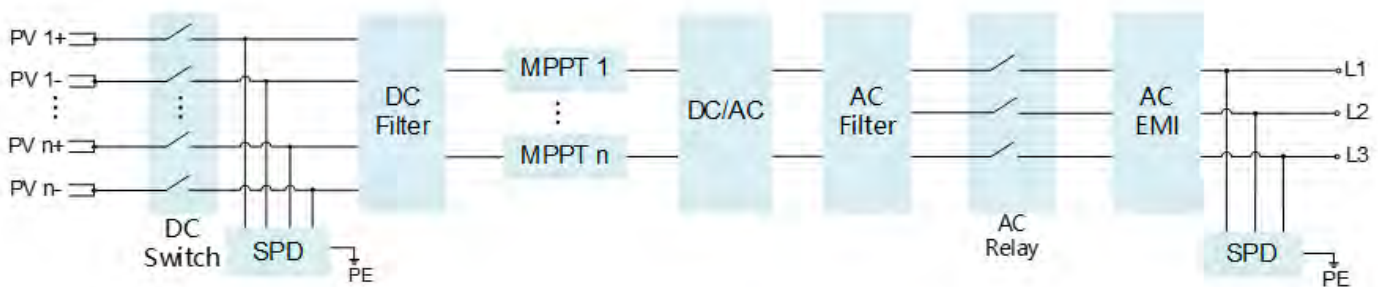 PV 1+
PV 1-
PV n+
PV n-
DC
Switch
SPD
PE
DC
Filter
MPPT 1
MPPT n
DC/AC
AC
Filter
AC
Relay
AC
EMI
L1
L2
L3
SPD
PE